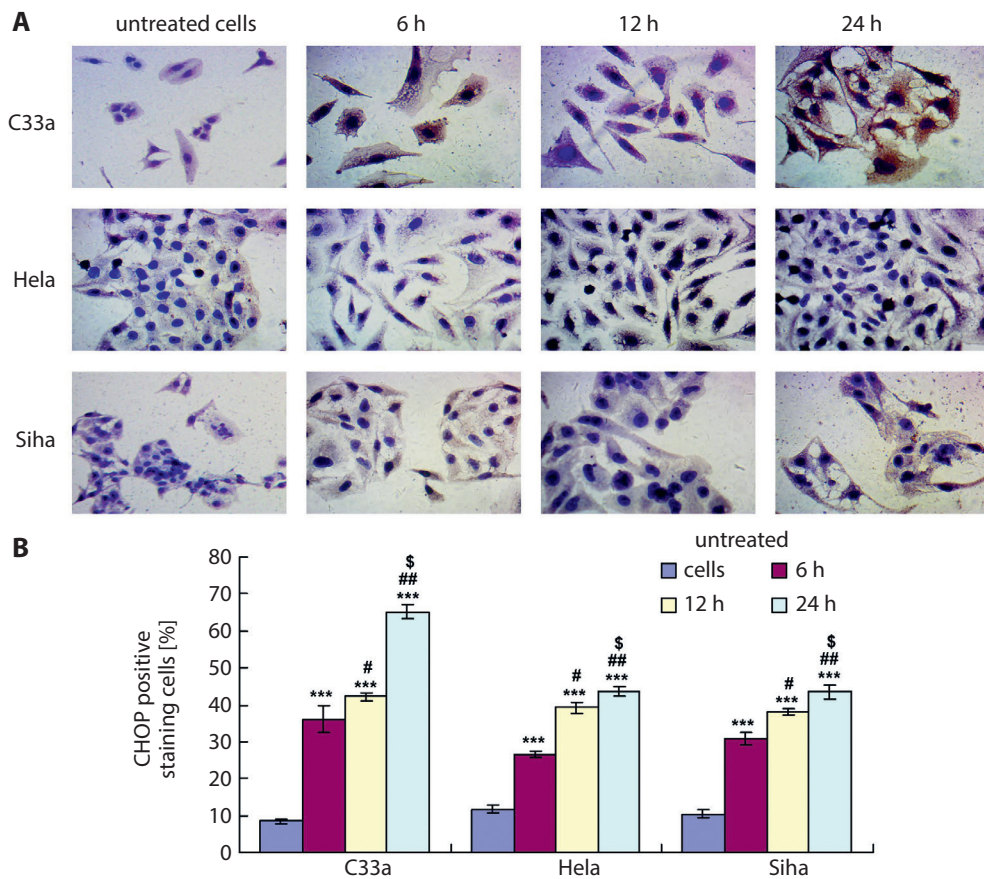 A
untreated cells 6 h 12 h 24 h
C33a
Hela
Siha
B
untreated
cells 6 h
12 h 24 h
CHOP positive
staining cells [%]
80
70
60
50
40
30
20
10
0
*** # *** $ ## ***
*** # *** $ ## ***
*** # *** $ ## ***
C33a Hela Siha